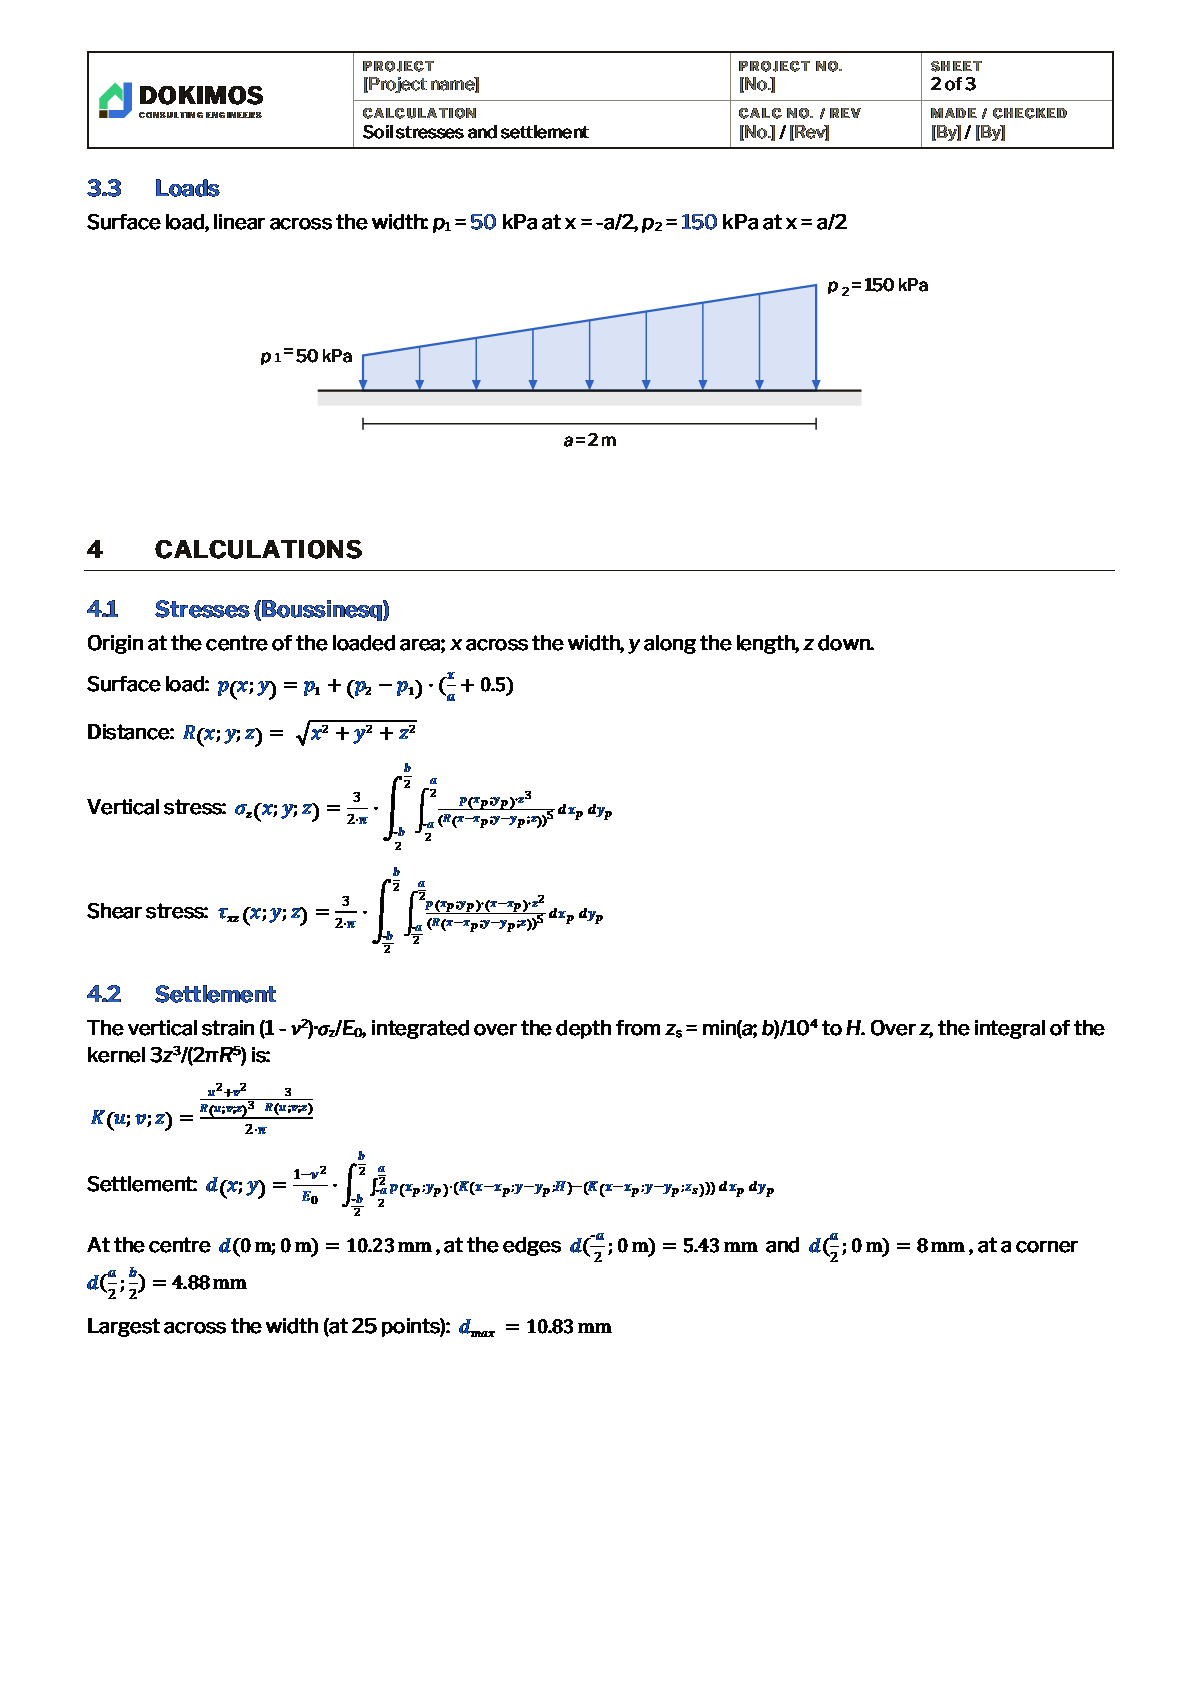 DOKIMOS
CONSULTING ENGINEERS
PROJECT
[Project name]
PROJECT NO.
[No.]
SHEET
2 of 3
CALCULATION
Soil stresses and settlement
CALC NO. / REV
[No.] / [Rev]
MADE / CHECKED
[By] / [By]
3.3 Loads
Surface load, linear across the width: p₁ = 50 kPa at x = -a/2, p₂ = 150 kPa at x = a/2
p ₂ = 150 kPa
p ₁ = 50 kPa
a = 2 m
4 CALCULATIONS
4.1 Stresses (Boussinesq)
Origin at the centre of the loaded area; x across the width, y along the length, z down.
Surface load: p(x; y) = p₁ + (p₂ − p₁) · (x/a + 0.5)
Distance: R(x; y; z) = √(x² + y² + z²)
Vertical stress: σz(x; y; z) = 3/(2·π) · ∫_{-b/2}^{b/2} ∫_{-a/2}^{a/2} p(xp;yp)·z³/(R(x−xp;y−yp;z))⁵ dxp dyp
Shear stress: τxz(x; y; z) = 3/(2·π) · ∫_{-b/2}^{b/2} ∫_{-a/2}^{a/2} p(xp;yp)·(x−xp)·z²/(R(x−xp;y−yp;z))⁵ dxp dyp
4.2 Settlement
The vertical strain (1 - ν²)·σz/E₀, integrated over the depth from zs = min(a; b)/10⁴ to H. Over z, the integral of the
kernel 3z³/(2πR⁵) is:
K(u; v; z) = ((u²+v²)/R(u;v;z)³ 3/R(u;v;z))/(2·π)
Settlement: d(x; y) = (1−ν²)/E₀ · ∫_{-b/2}^{b/2} ∫_{-a/2}^{a/2} p(xp;yp)·(K(x−xp;y−yp;H)−(K(x−xp;y−yp;zs))) dxp dyp
At the centre d(0 m; 0 m) = 10.23 mm , at the edges d(-a/2; 0 m) = 5.43 mm and d(a/2; 0 m) = 8 mm , at a corner
d(a/2; b/2) = 4.88 mm
Largest across the width (at 25 points): dmax = 10.83 mm